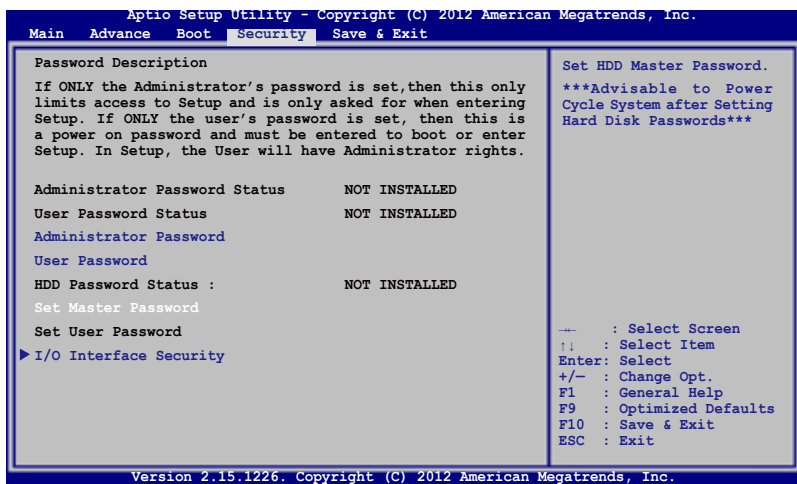 Aptio Setup Utility - Copyright (C) 2012 American Megatrends, Inc.
Main Advance Boot Security Save & Exit
Password Description
If ONLY the Administrator's password is set,then this only
limits access to Setup and is only asked for when entering
Setup. If ONLY the user's password is set, then this is
a power on password and must be entered to boot or enter
Setup. In Setup, the User will have Administrator rights.
Administrator Password Status NOT INSTALLED
User Password Status NOT INSTALLED
Administrator Password
User Password
HDD Password Status : NOT INSTALLED
Set Master Password
Set User Password
I/O Interface Security
Set HDD Master Password.
***Advisable to Power
Cycle System after Setting
Hard Disk Passwords***
→← : Select Screen
↑↓ : Select Item
Enter: Select
+/— : Change Opt.
F1 : General Help
F9 : Optimized Defaults
F10 : Save & Exit
ESC : Exit
Version 2.15.1226. Copyright (C) 2012 American Megatrends, Inc.